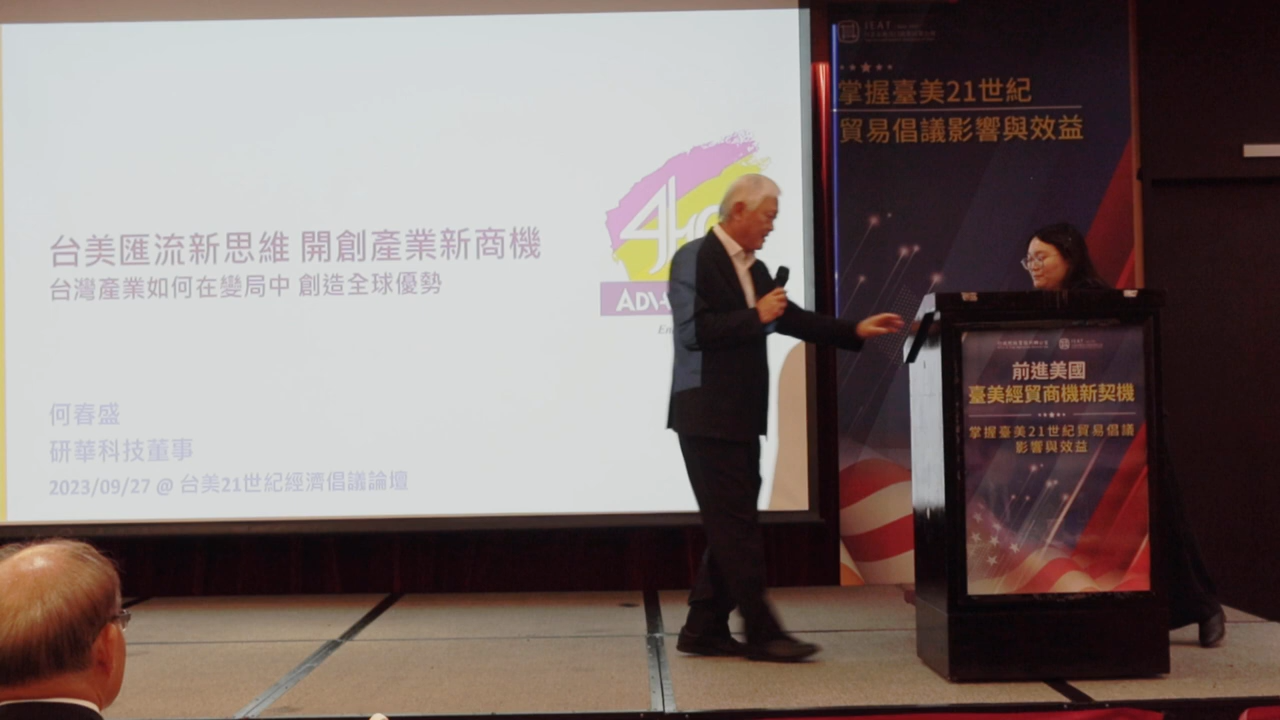 台美匯流新思維 開創產業新商機
台灣產業如何在變局中 創造全球優勢
何春盛
研華科技董事
2023/09/27 @ 台美21世紀經濟倡議論壇
IEAT
掌握臺美21世紀
貿易倡議影響與效益
IEAT
前進美國
臺美經貿商機新契機
掌握臺美21世紀貿易倡議
影響與效益